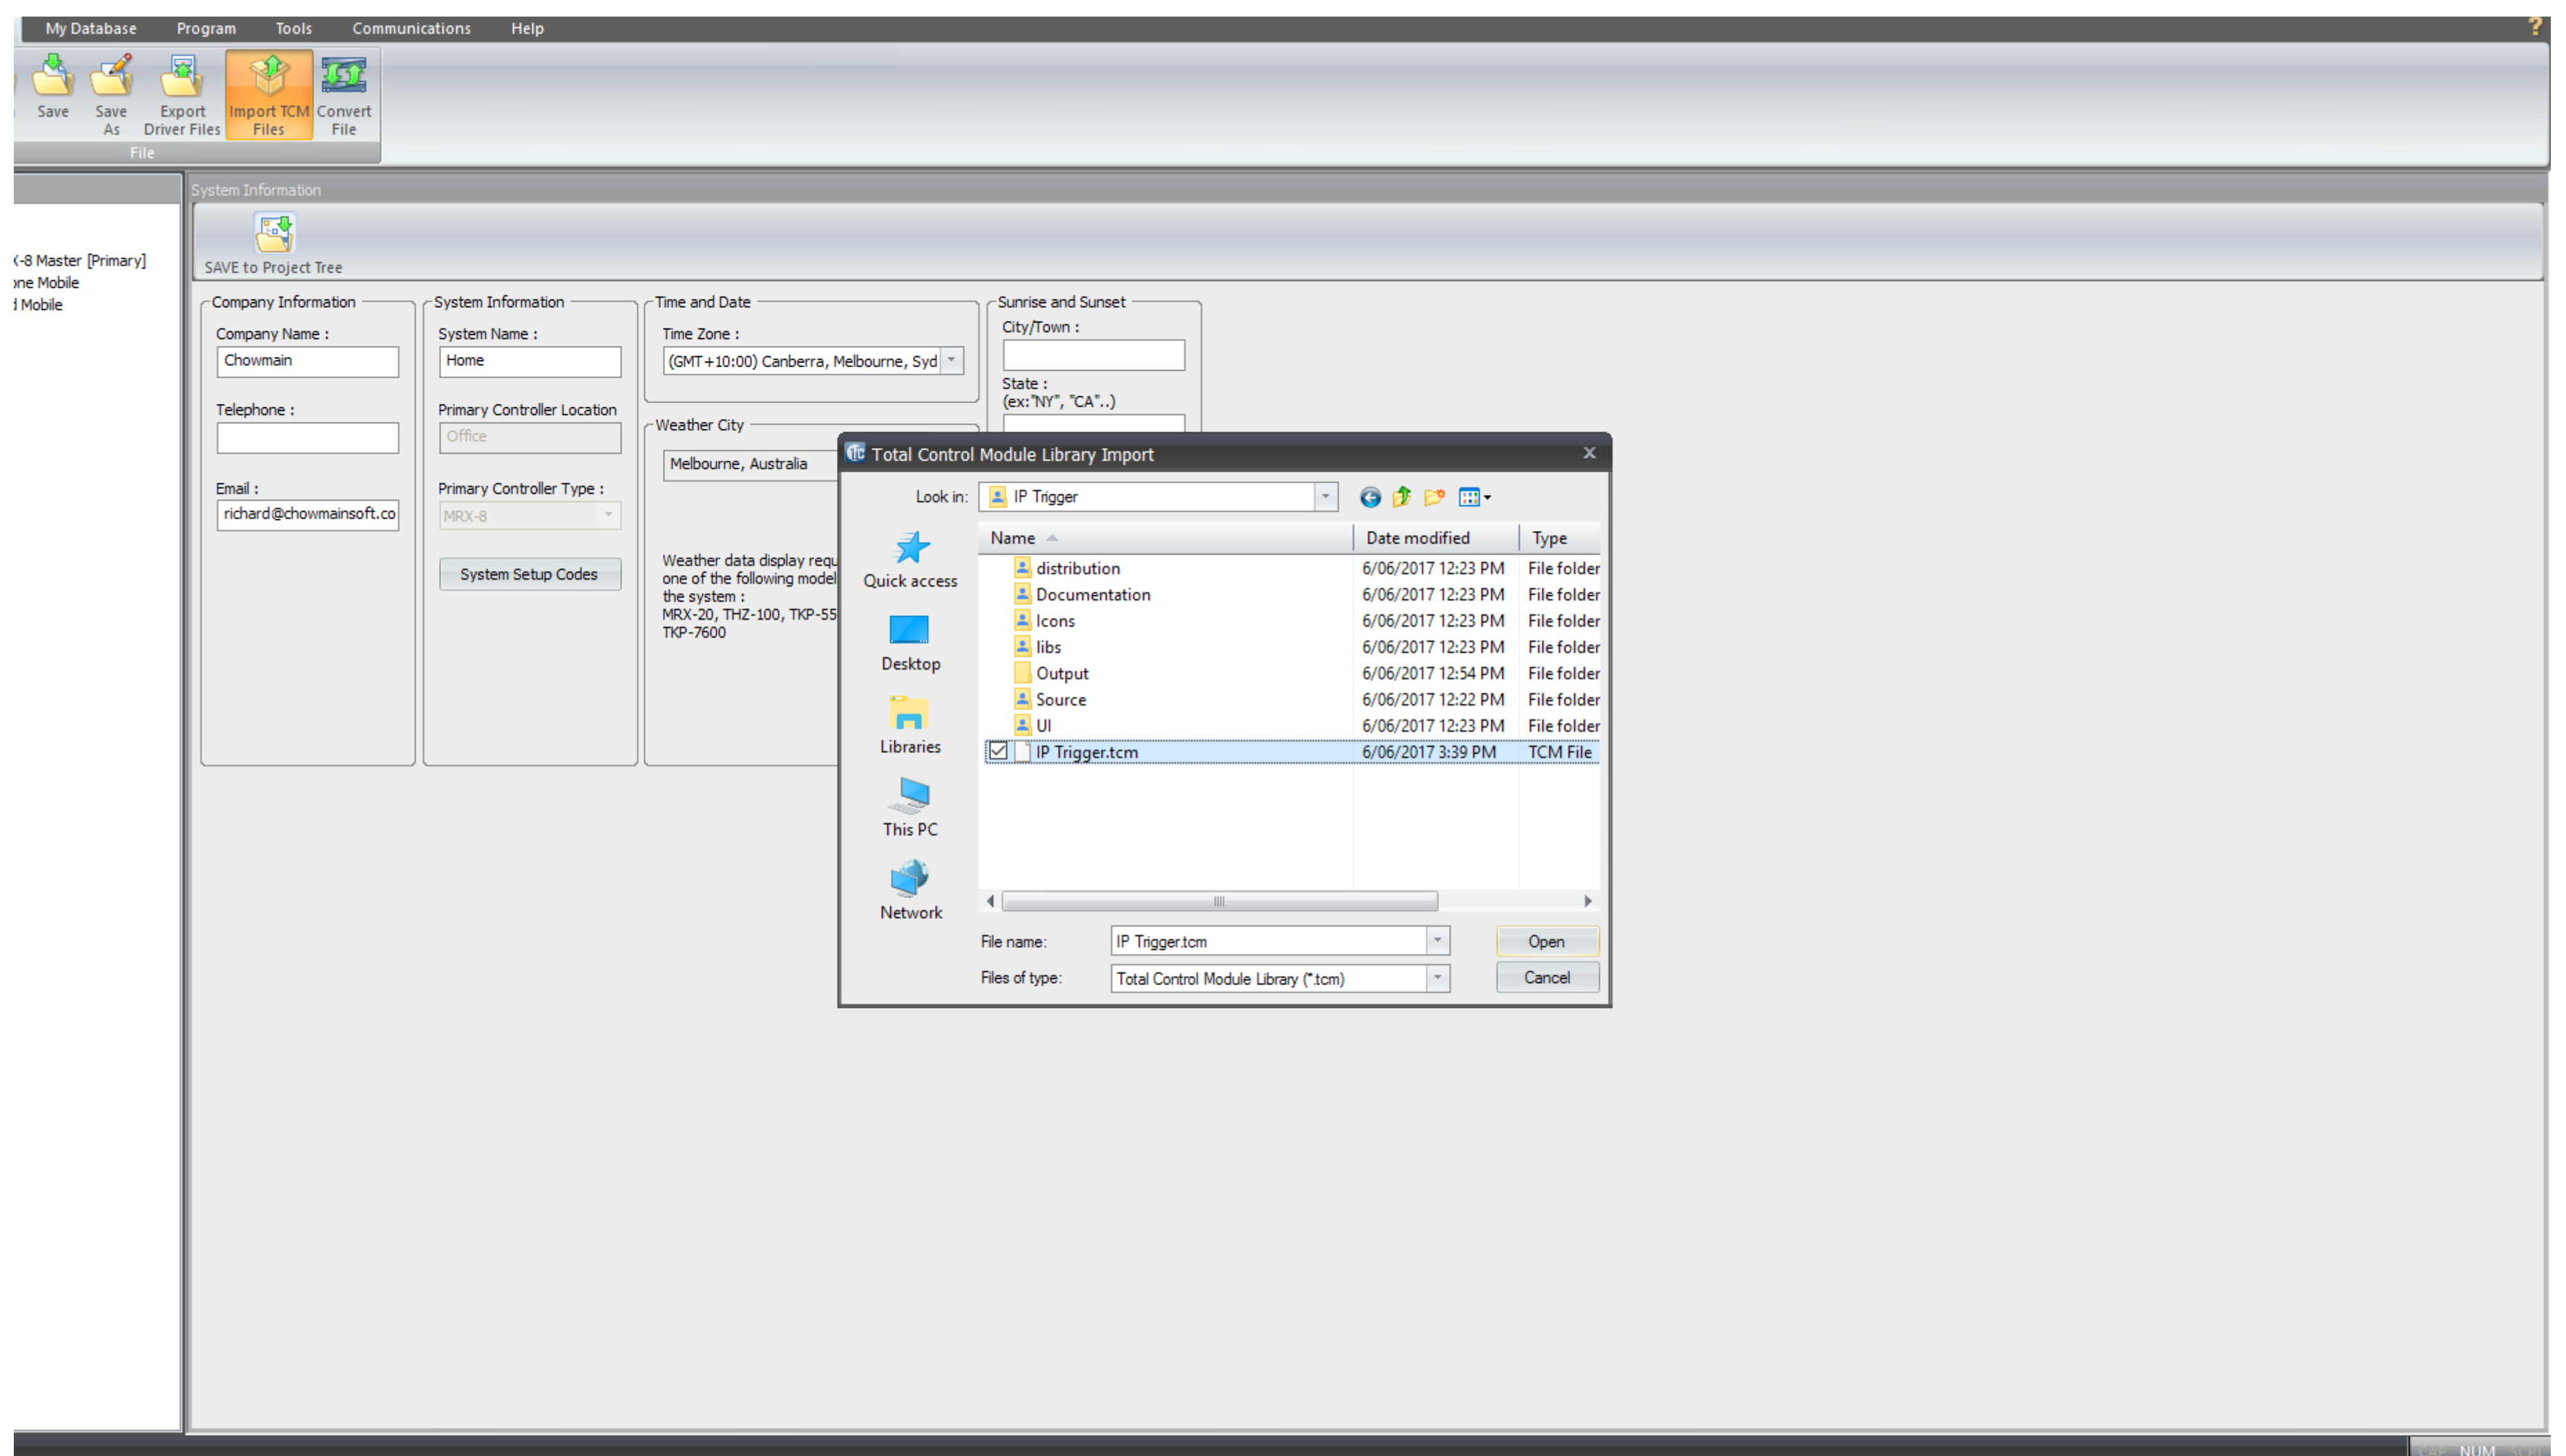 My Database Program Tools Communications Help ?
Save Save As Export Driver Files Import TCM Files Convert File
File
System Information
SAVE to Project Tree
-8 Master [Primary]
one Mobile
Mobile
Company Information
Company Name :
Chowmain
Telephone :
Email :
richard@chowmainsoft.co
System Information
System Name :
Home
Primary Controller Location
Office
Primary Controller Type :
MRX-8
System Setup Codes
Time and Date
Time Zone :
(GMT+10:00) Canberra, Melbourne, Syd
Weather City
Melbourne, Australia
Weather data display requ
one of the following model
the system :
MRX-20, THZ-100, TKP-55
TKP-7600
Sunrise and Sunset
City/Town :
State :
(ex:"NY", "CA"..)
Total Control Module Library Import x
Look in: IP Trigger
Quick access
Desktop
Libraries
This PC
Network
Name Date modified Type
distribution 6/06/2017 12:23 PM File folder
Documentation 6/06/2017 12:23 PM File folder
Icons 6/06/2017 12:23 PM File folder
libs 6/06/2017 12:23 PM File folder
Output 6/06/2017 12:54 PM File folder
Source 6/06/2017 12:22 PM File folder
UI 6/06/2017 12:23 PM File folder
IP Trigger.tcm 6/06/2017 3:39 PM TCM File
File name: IP Trigger.tcm Open
Files of type: Total Control Module Library (*.tcm) Cancel
CAP NUM SCRL